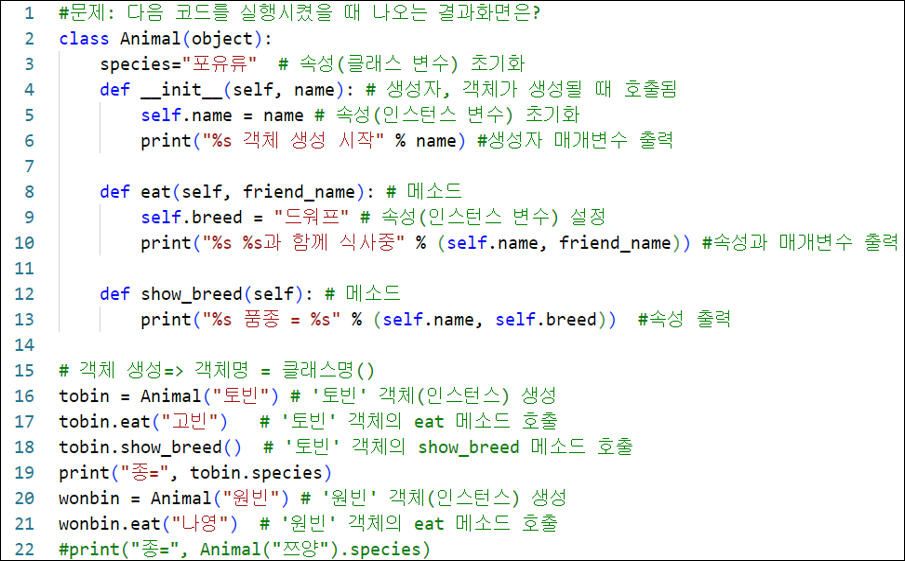 1 #문제: 다음 코드를 실행시켰을 때 나오는 결과화면은?
2 class Animal(object):
3     species="포유류"  # 속성(클래스 변수) 초기화
4     def __init__(self, name): # 생성자, 객체가 생성될 때 호출됨
5         self.name = name # 속성(인스턴스 변수) 초기화
6         print("%s 객체 생성 시작" % name) #생성자 매개변수 출력
7
8     def eat(self, friend_name): # 메소드
9         self.breed = "드워프" # 속성(인스턴스 변수) 설정
10         print("%s %s과 함께 식사중" % (self.name, friend_name)) #속성과 매개변수 출력
11
12     def show_breed(self): # 메소드
13         print("%s 품종 = %s" % (self.name, self.breed))  #속성 출력
14
15 # 객체 생성=> 객체명 = 클래스명()
16 tobin = Animal("토빈") # '토빈' 객체(인스턴스) 생성
17 tobin.eat("고빈")   # '토빈' 객체의 eat 메소드 호출
18 tobin.show_breed()  # '토빈' 객체의 show_breed 메소드 호출
19 print("종=", tobin.species)
20 wonbin = Animal("원빈") # '원빈' 객체(인스턴스) 생성
21 wonbin.eat("나영")  # '원빈' 객체의 eat 메소드 호출
22 #print("종=", Animal("쯔양").species)